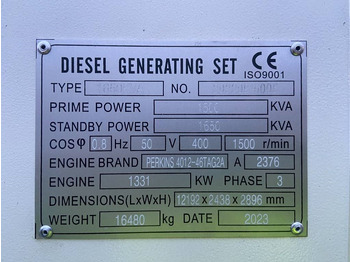 DIESEL GENERATING SET CE
ISO9001
TYPE NO.
PRIME POWER 1500 KVA
STANDBY POWER 1650 KVA
COSφ 0.8 Hz 50 V 400 1500 r/min
ENGINE BRAND PERKINS 4012-46TAG2A A 2376
ENGINE 1331 KW PHASE 3
DIMENSIONS(LxWxH) 12192 x 2438 x 2896 mm
WEIGHT 16480 kg DATE 2023